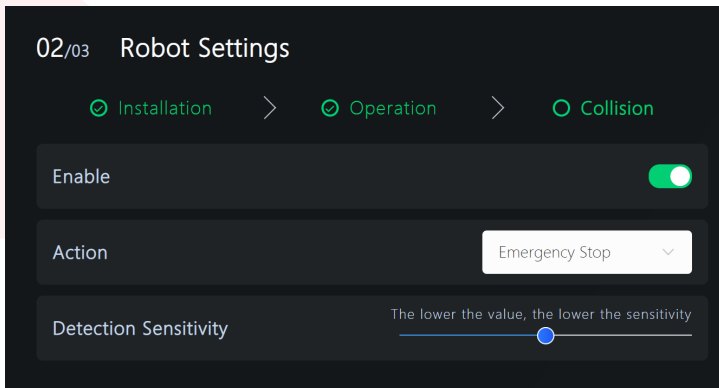 02/03 Robot Settings
Installation > Operation > Collision
Enable
Action Emergency Stop
The lower the value, the lower the sensitivity
Detection Sensitivity